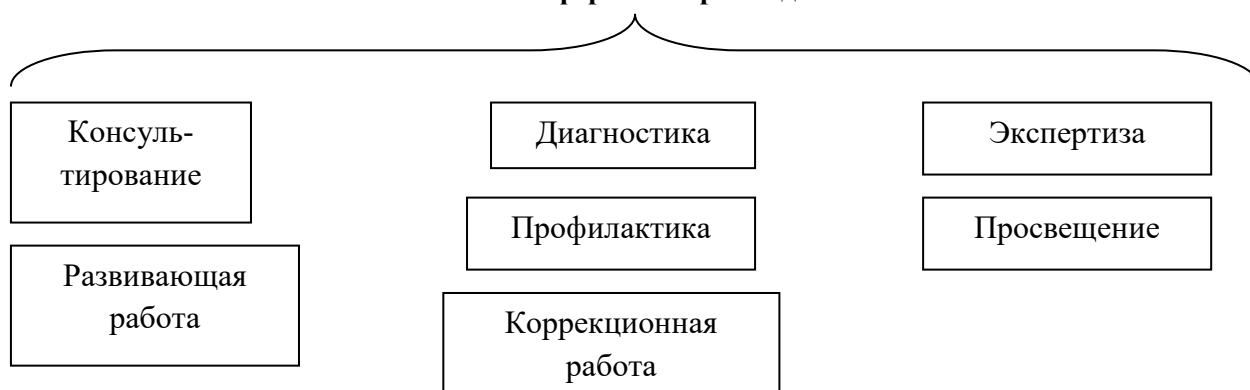 Консуль-
тирование
Развивающая
работа
Диагностика
Профилактика
Коррекционная
работа
Экспертиза
Просвещение